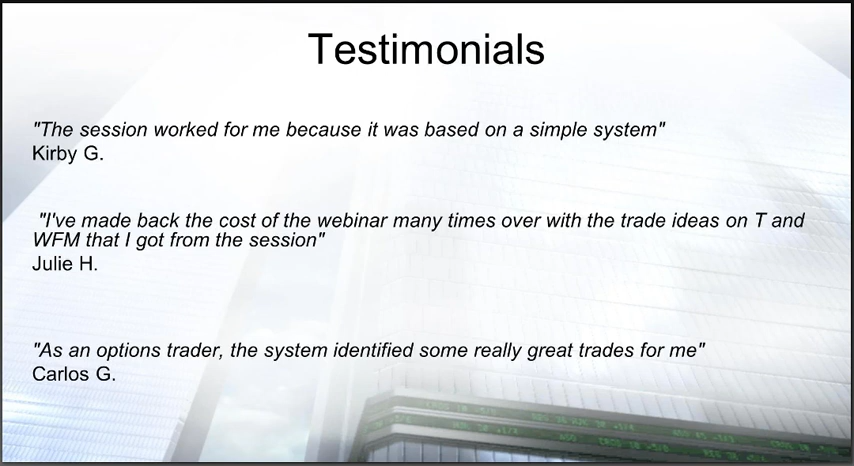 Testimonials
"The session worked for me because it was based on a simple system"
Kirby G.
"I've made back the cost of the webinar many times over with the trade ideas on T and
WFM that I got from the session"
Julie H.
"As an options trader, the system identified some really great trades for me"
Carlos G.